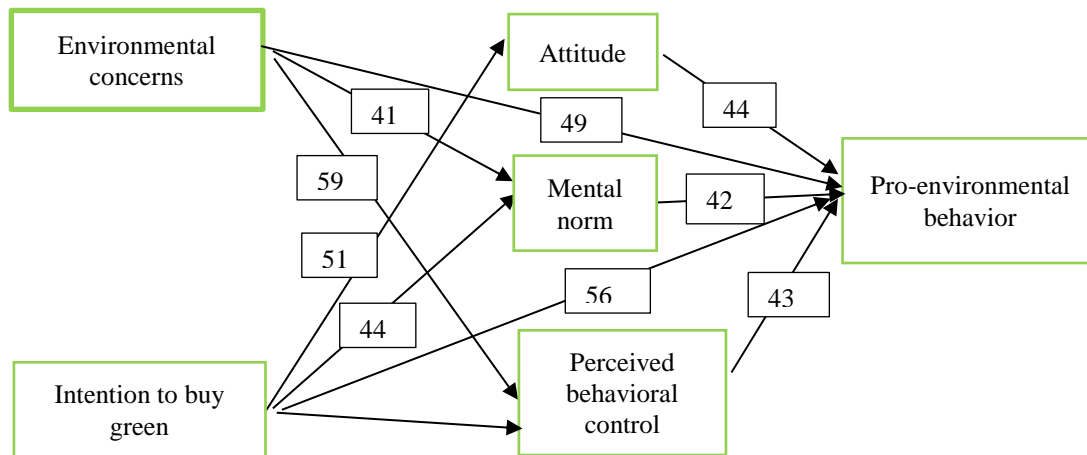 Environmental
concerns
Attitude
44
41
49
Mental
norm
42
Pro-environmental
behavior
59
51
56
43
44
Intention to buy
green
Perceived
behavioral
control